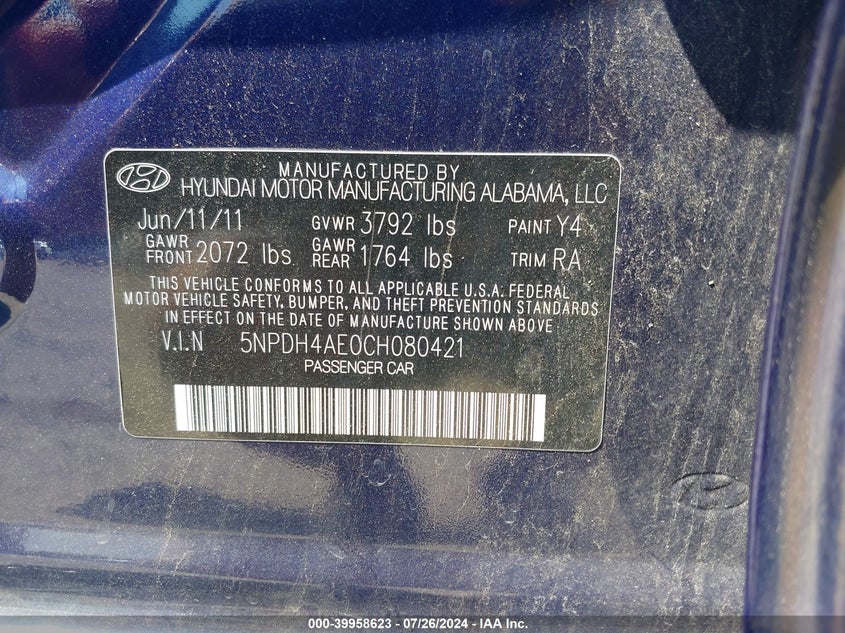 MANUFACTURED BY
HYUNDAI MOTOR MANUFACTURING ALABAMA, LLC
Jun/11/11 GVWR 3792 lbs PAINT Y4
GAWR FRONT 2072 lbs GAWR REAR 1764 lbs TRIM RA
THIS VEHICLE CONFORMS TO ALL APPLICABLE U.S.A. FEDERAL
MOTOR VEHICLE SAFETY, BUMPER, AND THEFT PREVENTION STANDARDS
IN EFFECT ON THE DATE OF MANUFACTURE SHOWN ABOVE
V.I.N 5NPDH4AE0CH080421
PASSENGER CAR
000-39958623 - 07/26/2024 - IAA Inc.